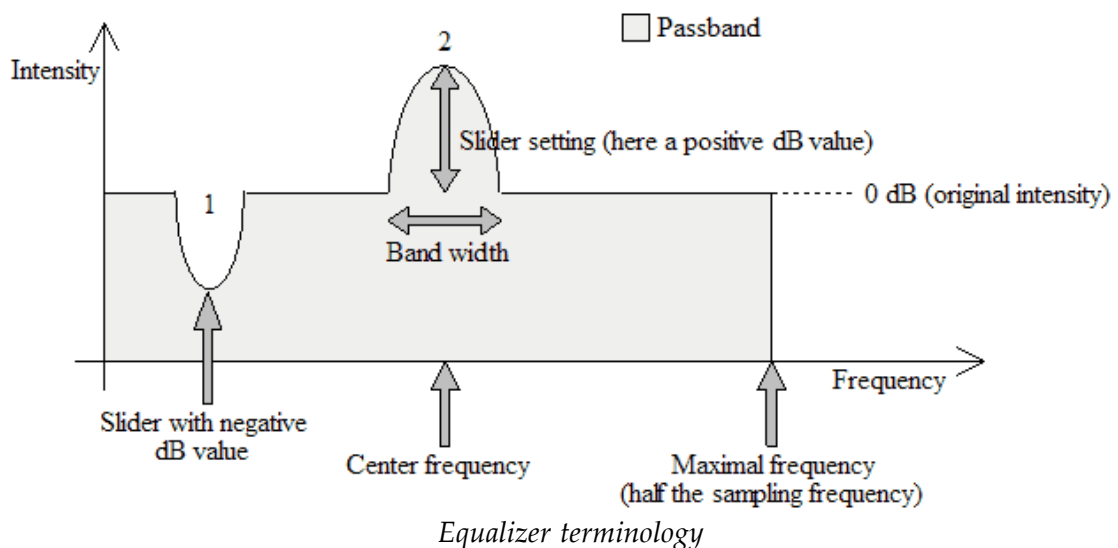 Passband
2
Intensity
Slider setting (here a positive dB value)
1
0 dB (original intensity)
Band width
Frequency
Slider with negative
dB value
Center frequency
Maximal frequency
(half the sampling frequency)
Equalizer terminology